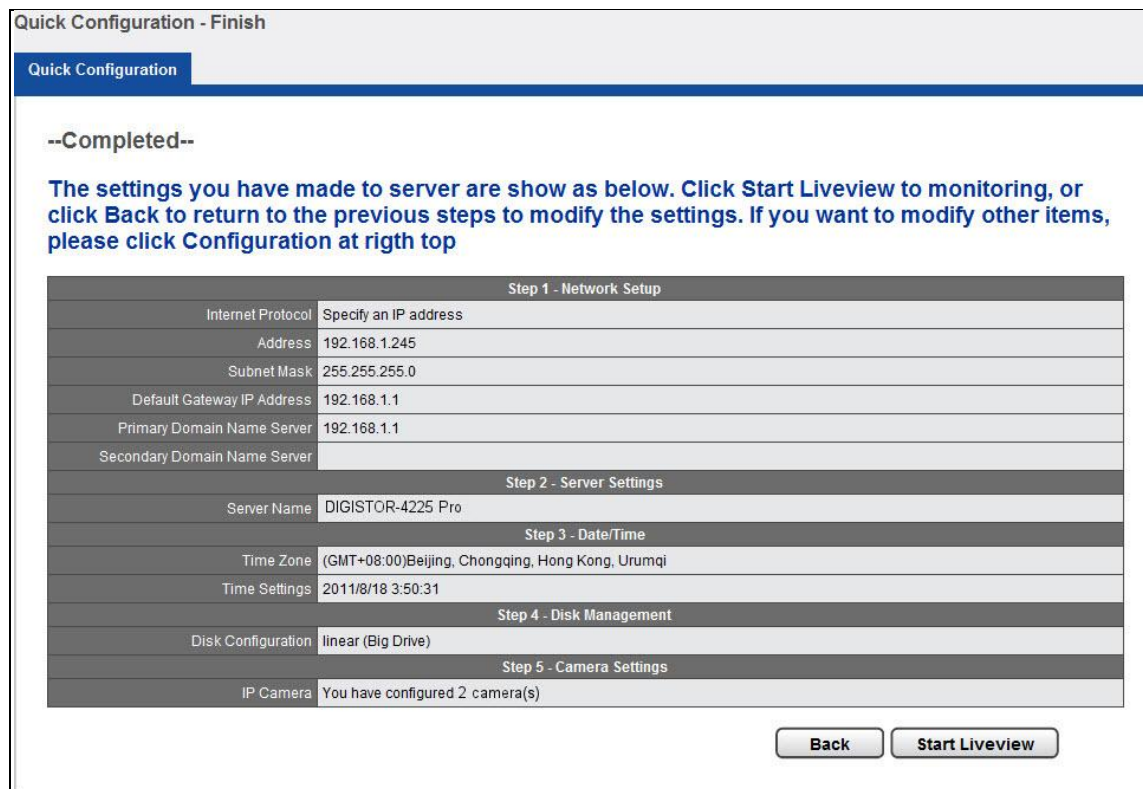 Quick Configuration - Finish
Quick Configuration
--Completed--
The settings you have made to server are show as below. Click Start Liveview to monitoring, or
click Back to return to the previous steps to modify the settings. If you want to modify other items,
please click Configuration at rigth top
Step 1 - Network Setup
Internet Protocol Specify an IP address
Address 192.168.1.245
Subnet Mask 255.255.255.0
Default Gateway IP Address 192.168.1.1
Primary Domain Name Server 192.168.1.1
Secondary Domain Name Server
Step 2 - Server Settings
Server Name DIGISTOR-4225 Pro
Step 3 - Date/Time
Time Zone (GMT+08:00)Beijing, Chongqing, Hong Kong, Urumqi
Time Settings 2011/8/18 3:50:31
Step 4 - Disk Management
Disk Configuration linear (Big Drive)
Step 5 - Camera Settings
IP Camera You have configured 2 camera(s)
Back Start Liveview